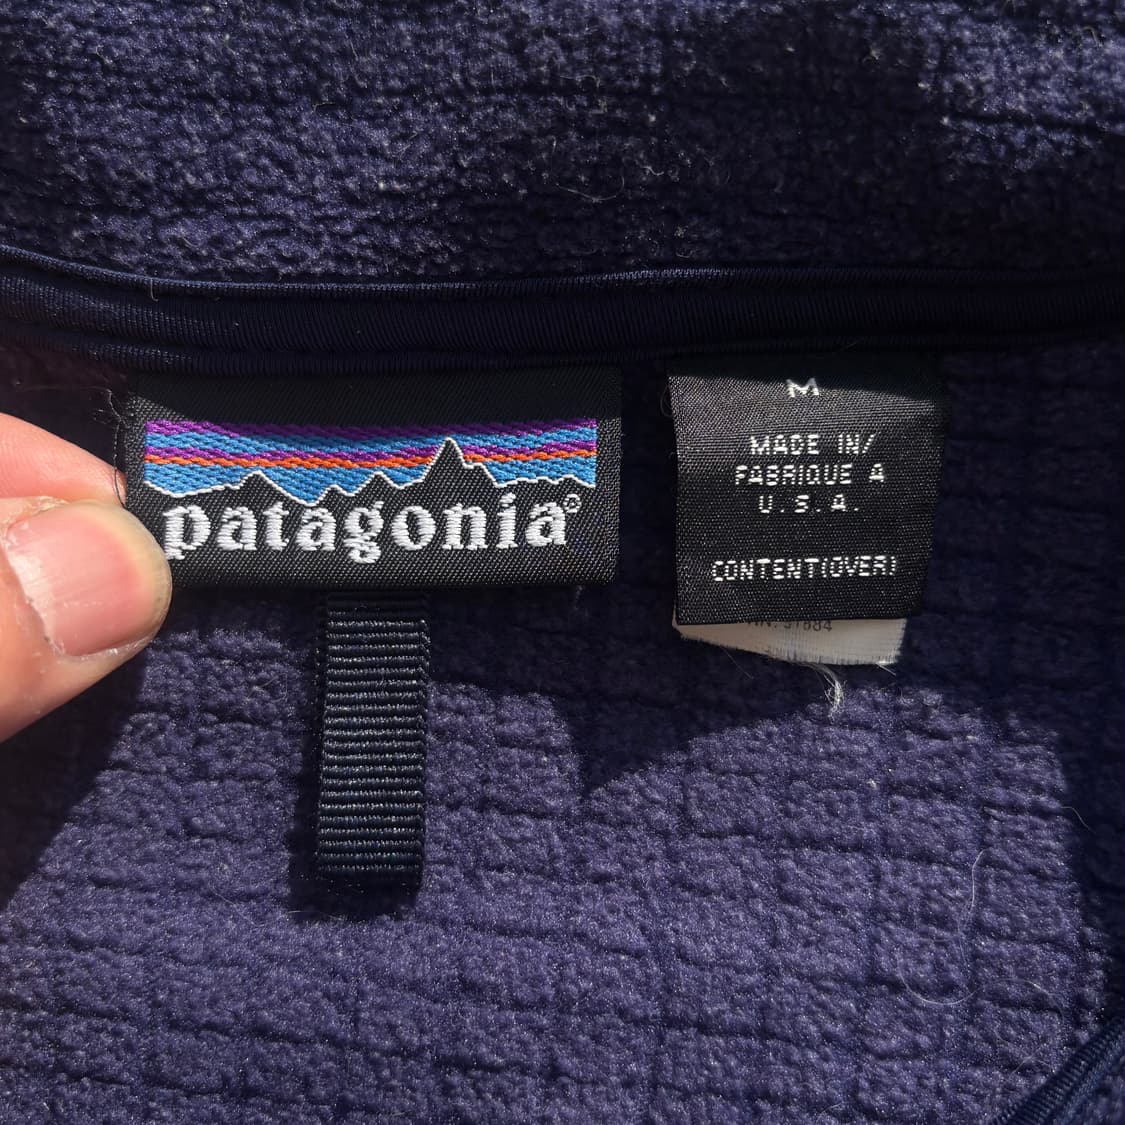 patagonia®
M
MADE IN/
FABRIQUE A
U.S.A.
CONTENT(OVER)